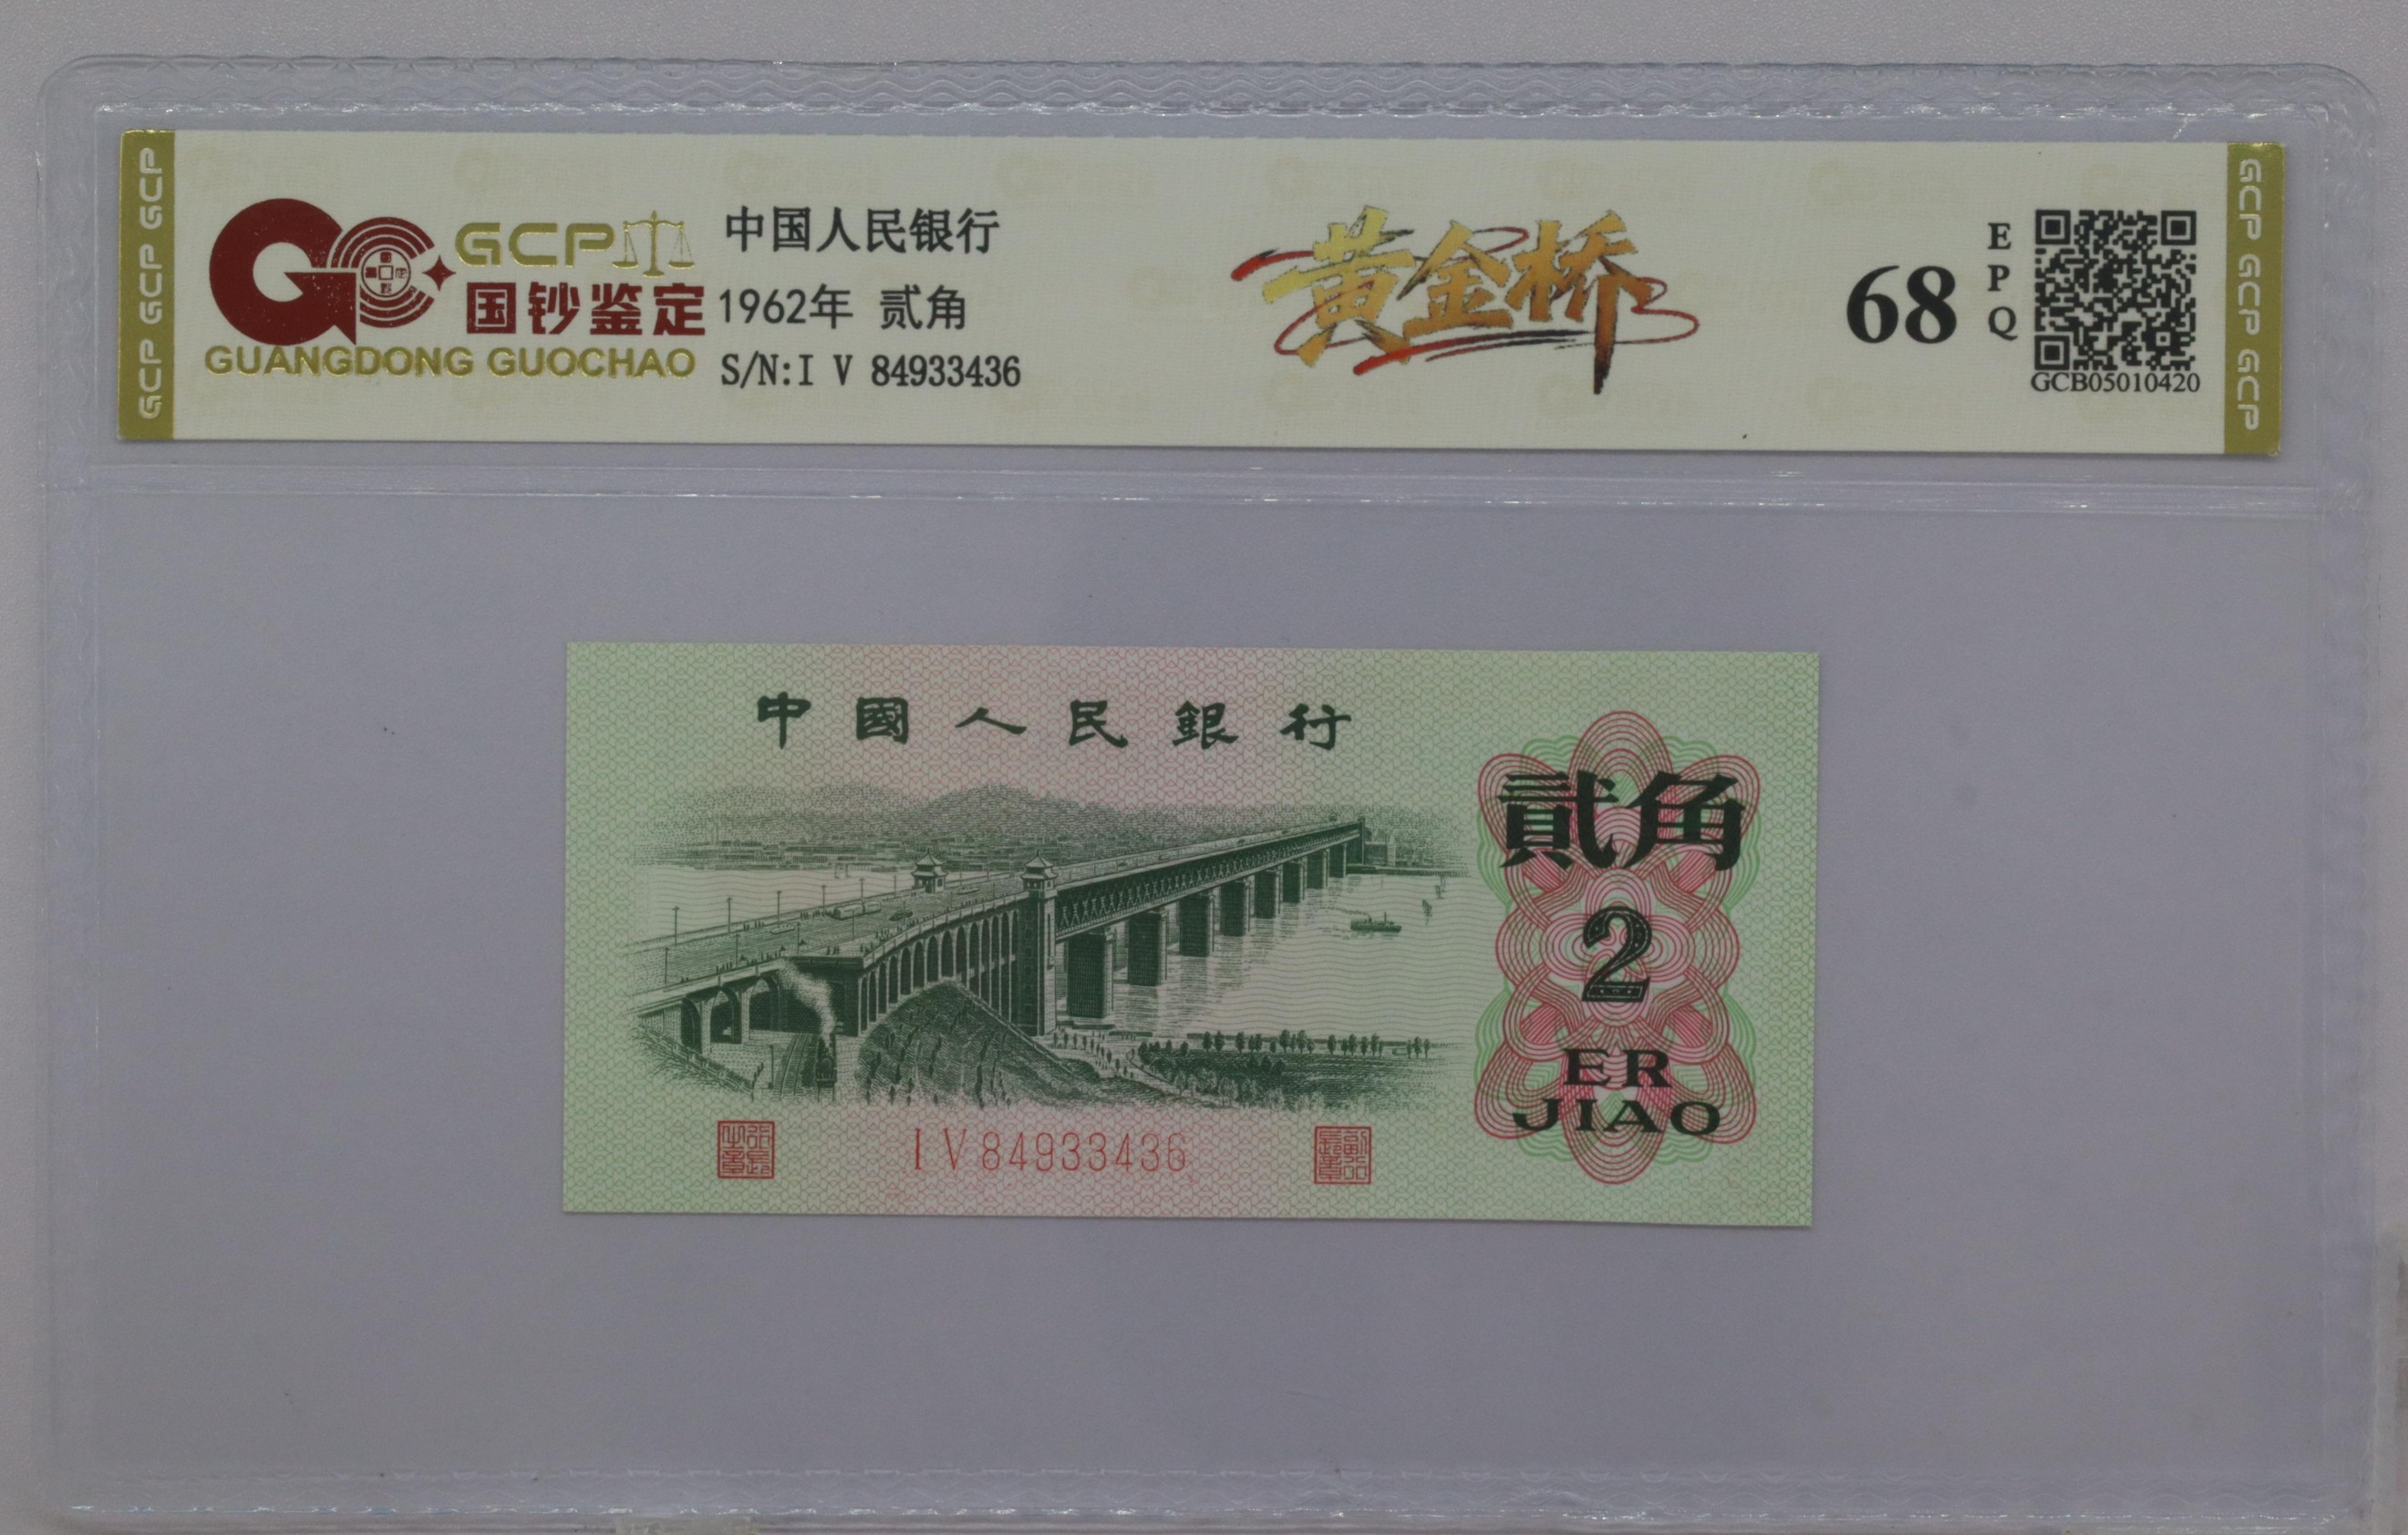 GCP GCP GCP
GCP
国钞鉴定
GUANGDONG GUOCHAO
中国人民银行
1962年 贰角
S/N:I V 84933436
黄金桥
68
EPQ
GCB05010420
GCP GCP GCP
中國人民銀行
貳角
2
ER
JIAO
I V 84933436